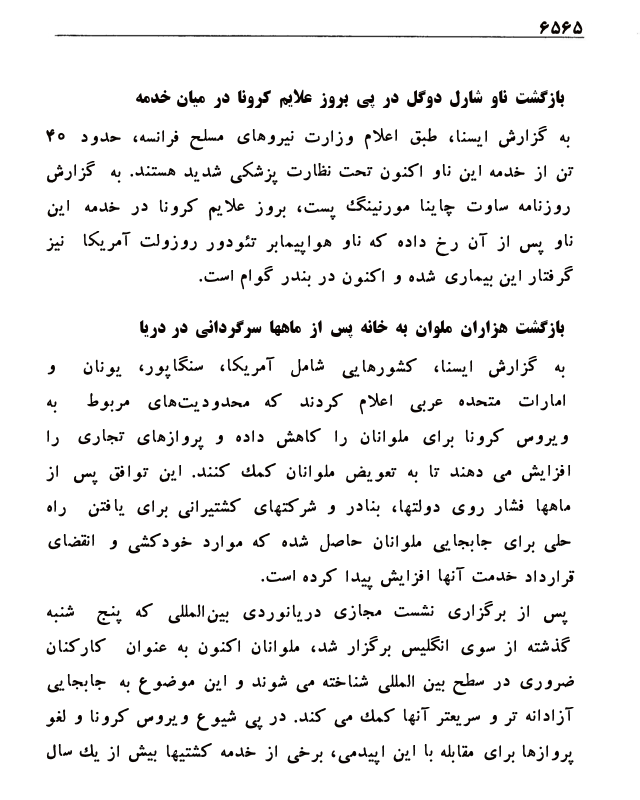 ۶۵۶۵
بازگشت ناو شارل دوگل در پی بروز علایم کرونا در میان خدمه
به گزارش ایسنا، طبق اعلام وزارت نیروهای مسلح فرانسه، حدود ۴۰
تن از خدمه این ناو اکنون تحت نظارت پزشکی شدید هستند. به گزارش
روزنامه ساوت چاینا مورنینگ پست، بروز علایم کرونا در خدمه این
ناو پس از آن رخ داده که ناو هواپیمابر تئودور روزولت آمریکا نیز
گرفتار این بیماری شده و اکنون در بندر گوام است.
بازگشت هزاران ملوان به خانه پس از ماهها سرگردانی در دریا
به گزارش ایسنا، کشورهایی شامل آمریکا، سنگاپور، یونان و
امارات متحده عربی اعلام کردند که محدودیت‌های مربوط به
ویروس کرونا برای ملوانان را کاهش داده و پروازهای تجاری را
افزایش می دهند تا به تعویض ملوانان کمک کنند. این توافق پس از
ماهها فشار روی دولتها، بنادر و شرکتهای کشتیرانی برای یافتن راه
حلی برای جابجایی ملوانان حاصل شده که موارد خودکشی و انقضای
قرارداد خدمت آنها افزایش پیدا کرده است.
پس از برگزاری نشست مجازی دریانوردی بین‌المللی که پنج شنبه
گذشته از سوی انگلیس برگزار شد، ملوانان اکنون به عنوان کارکنان
ضروری در سطح بین المللی شناخته می شوند و این موضوع به جابجایی
آزادانه تر و سریعتر آنها کمک می کند. در پی شیوع ویروس کرونا و لغو
پروازها برای مقابله با این اپیدمی، برخی از خدمه کشتیها بیش از یك سال